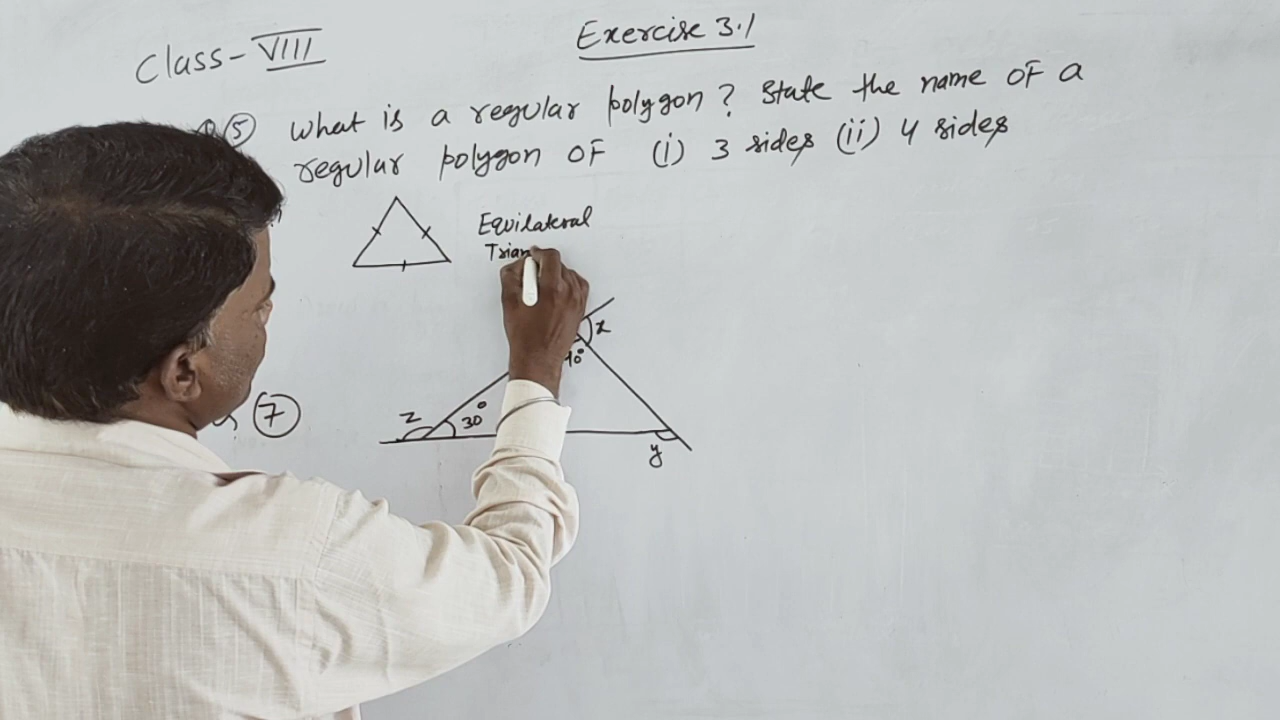 Class-VIII
Exercise 3.1
5 What is a regular polygon? State the name of a
regular polygon of (i) 3 sides (ii) 4 sides
Equilateral
x
z
30°
7
y